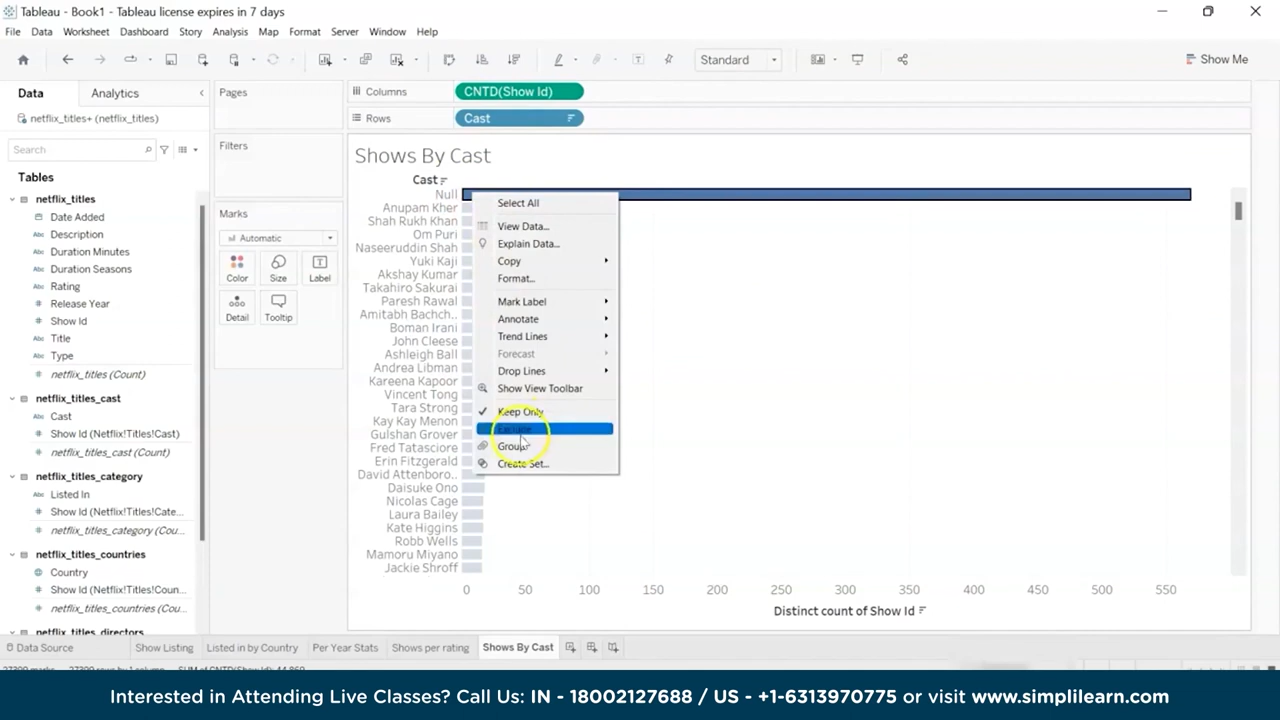 Tableau - Book1 - Tableau license expires in 7 days
File Data Worksheet Dashboard Story Analysis Map Format Server Window Help
Standard
Show Me
Data Analytics
netflix_titles+ (netflix_titles)
Search
Tables
netflix_titles
Abc Date Added
Abc Description
Abc Duration Minutes
Abc Duration Seasons
Abc Rating
# Release Year
# Show Id
Abc Title
Abc Type
# netflix_titles (Count)
netflix_titles_cast
Abc Cast
# Show Id (Netflix!Titles!Cast)
# netflix_titles_cast (Count)
netflix_titles_category
Abc Listed In
# Show Id (Netflix!Titles!Cate...
# netflix_titles_category (Cou...
netflix_titles_countries
Country
# Show Id (Netflix!Titles!Coun...
# netflix_titles_countries (Cou...
netflix_titles_directors
Pages
Filters
Marks
Automatic
Color Size Label
Detail Tooltip
Columns CNTD(Show Id)
Rows Cast
Shows By Cast
Cast
Null
Anupam Kher
Shah Rukh Khan
Om Puri
Naseeruddin Shah
Yuki Kaji
Akshay Kumar
Takahiro Sakurai
Paresh Rawal
Amitabh Bachch..
Boman Irani
John Cleese
Ashleigh Ball
Andrea Libman
Kareena Kapoor
Vincent Tong
Tara Strong
Kay Kay Menon
Gulshan Grover
Fred Tatasciore
Erin Fitzgerald
David Attenboro..
Daisuke Ono
Nicolas Cage
Laura Bailey
Kate Higgins
Robb Wells
Mamoru Miyano
Jackie Shroff
Select All
View Data...
Explain Data...
Copy
Format...
Mark Label
Annotate
Trend Lines
Forecast
Drop Lines
Show View Toolbar
Keep Only
Exclude
Group
Create Set...
0 50 100 150 200 250 300 350 400 450 500 550
Distinct count of Show Id
Data Source Show Listing Listed in by Country Per Year Stats Shows per rating Shows By Cast
Interested in Attending Live Classes? Call Us: IN - 18002127688 / US - +1-6313970775 or visit www.simplilearn.com